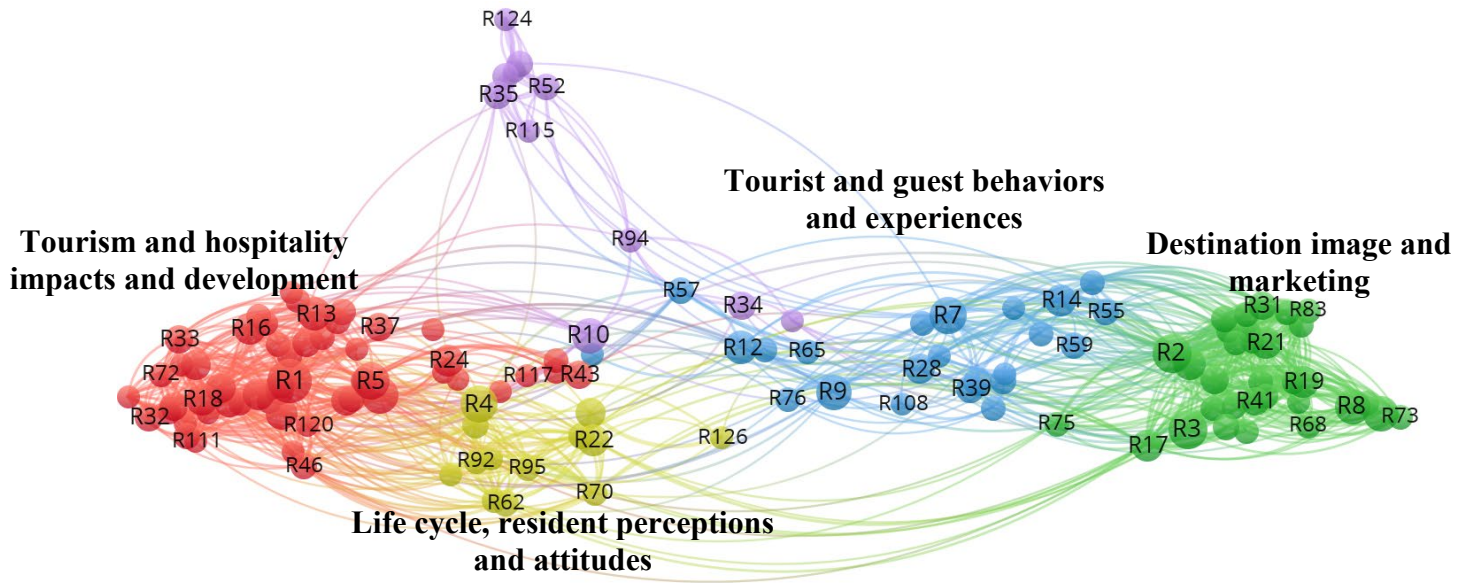 R124
R35
R52
R115
Tourist and guest behaviors
and experiences
Tourism and hospitality
impacts and development
R94
Destination image and
marketing
R57
R34
R7
R14
R55
R31
R83
R13
R16
R37
R33
R10
R12
R65
R59
R2
R21
R24
R72
R1
R5
R117
R43
R28
R39
R19
R18
R4
R76
R9
R108
R41
R8
R73
R32
R120
R111
R22
R126
R75
R3
R68
R17
R46
R92
R95
R70
R62
Life cycle, resident perceptions
and attitudes